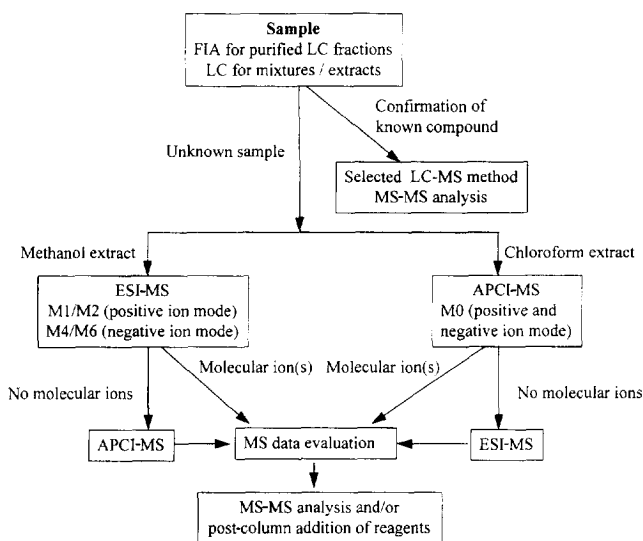 Sample
FIA for purified LC fractions
LC for mixtures / extracts
Confirmation of
known compound
Unknown sample
Selected LC-MS method
MS-MS analysis
Methanol extract
Chloroform extract
ESI-MS
M1/M2 (positive ion mode)
M4/M6 (negative ion mode)
APCI-MS
M0 (positive and
negative ion mode)
Molecular ion(s)
Molecular ion(s)
No molecular ions
No molecular ions
APCI-MS
MS data evaluation
ESI-MS
MS-MS analysis and/or
post-column addition of reagents